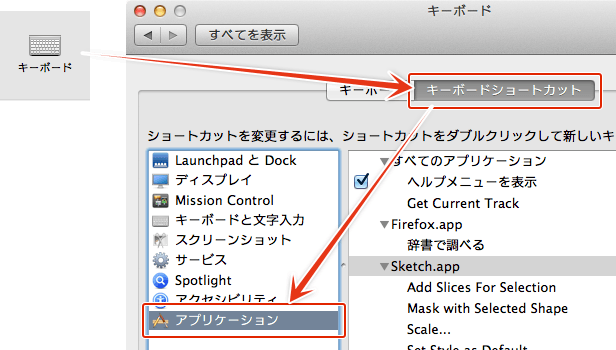 キーボード
キーボード
すべてを表示
キーボー
キーボードショートカット
ショートカットを変更するには、ショートカットをダブルクリックして新しいキ
Launchpad と Dock
ディスプレイ
Mission Control
キーボードと文字入力
スクリーンショット
サービス
Spotlight
アクセシビリティ
アプリケーション
すべてのアプリケーション
ヘルプメニューを表示
Get Current Track
Firefox.app
辞書で調べる
Sketch.app
Add Slices For Selection
Mask with Selected Shape
Scale...
Set Style as Default